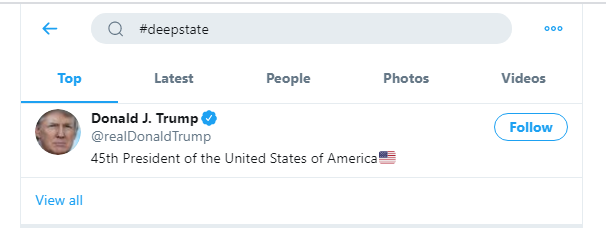 #deepstate
Top Latest People Photos Videos
Donald J. Trump
@realDonaldTrump
Follow
45th President of the United States of America🇺🇸
View all